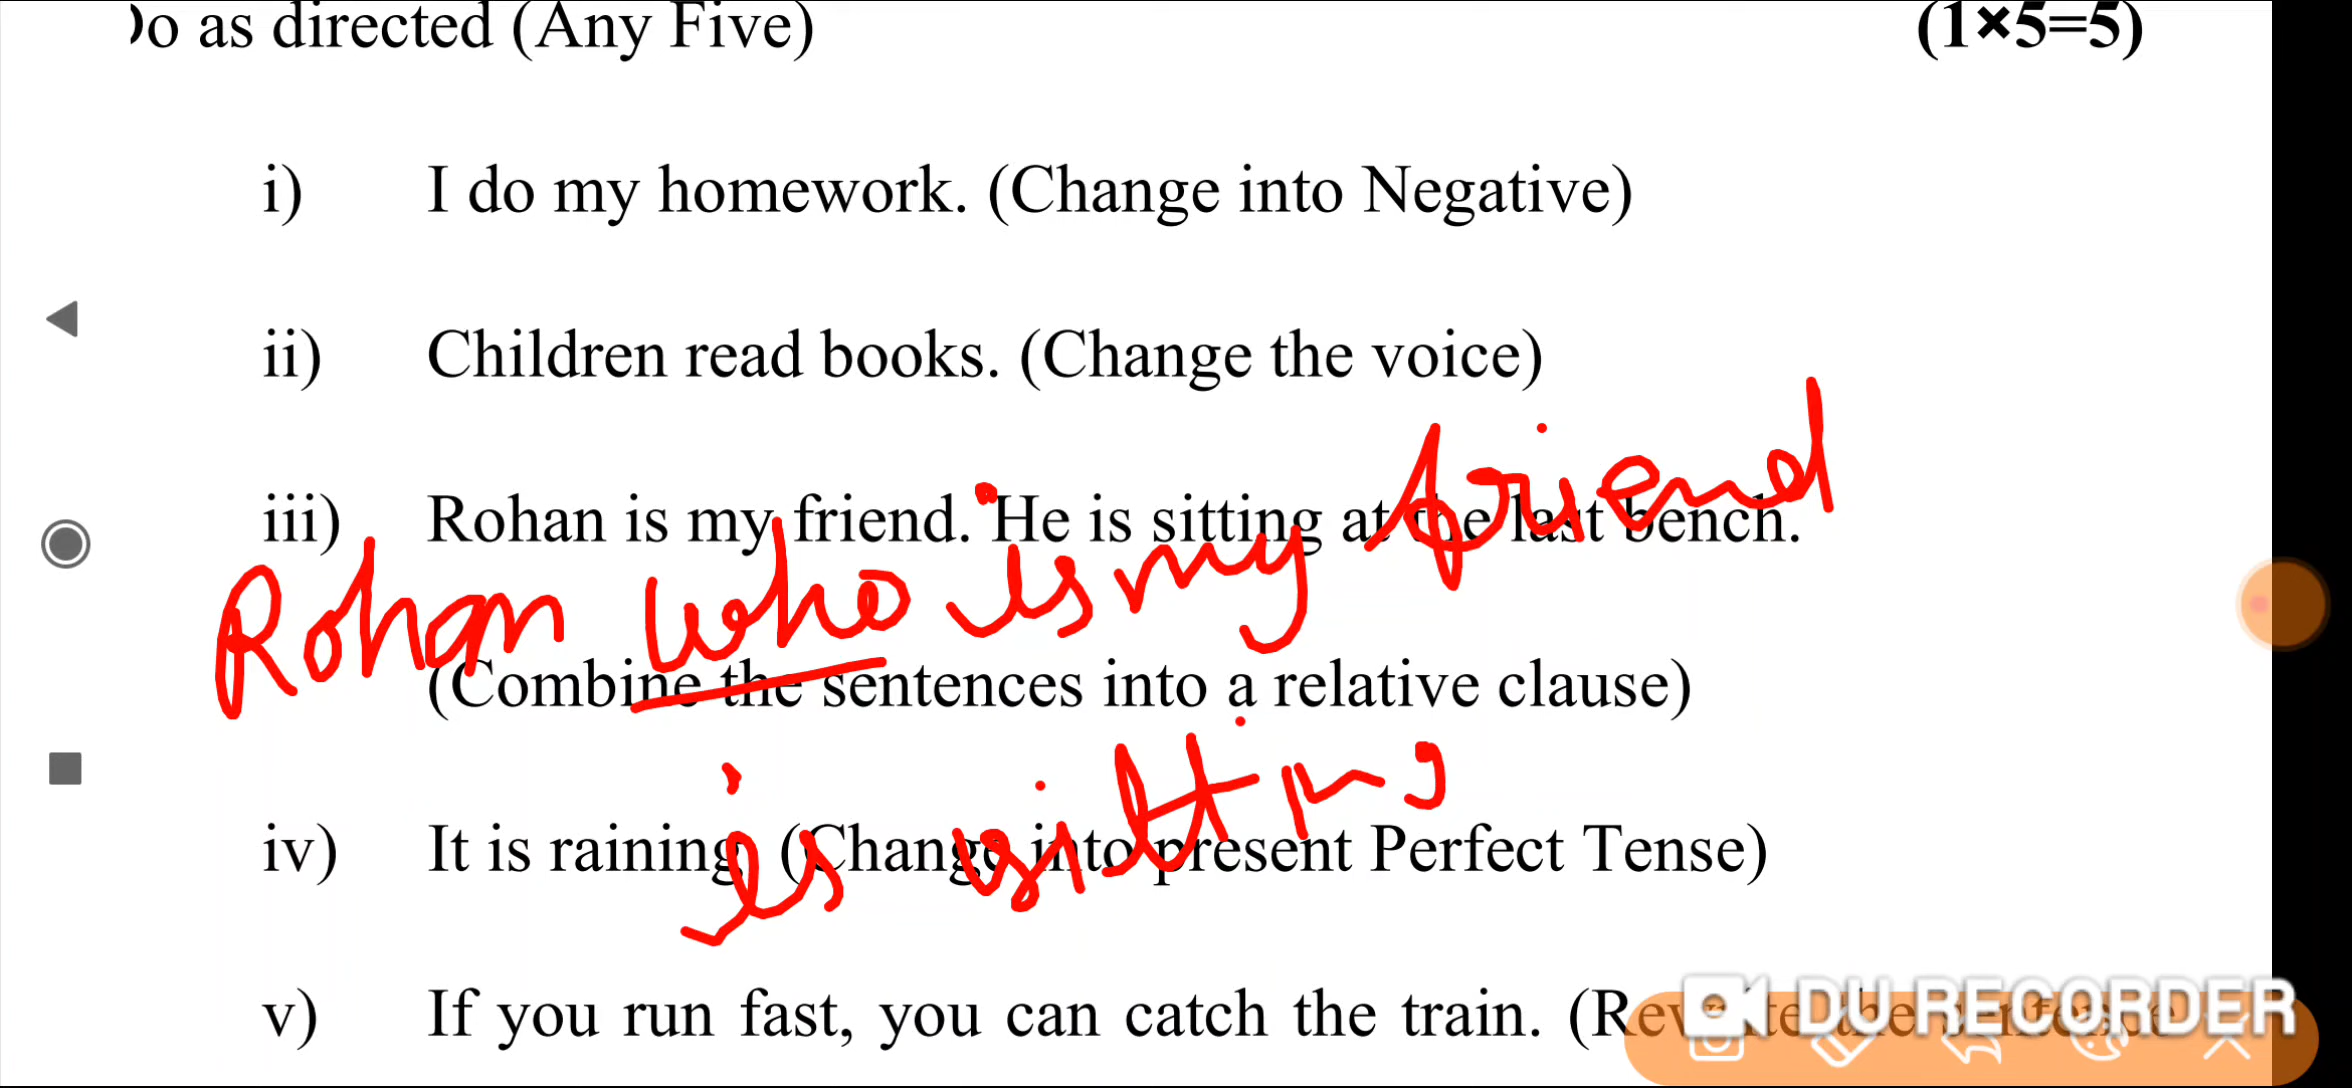 Do as directed (Any Five) (1×5=5)
i) I do my homework. (Change into Negative)
ii) Children read books. (Change the voice)
iii) Rohan is my friend. He is sitting at the last bench.
Rohan who is my friend
(Combine the sentences into a relative clause)
is sitting
iv) It is raining. (Change into present Perfect Tense)
v) If you run fast, you can catch the train. (Rewrite the sentence
DU RECORDER